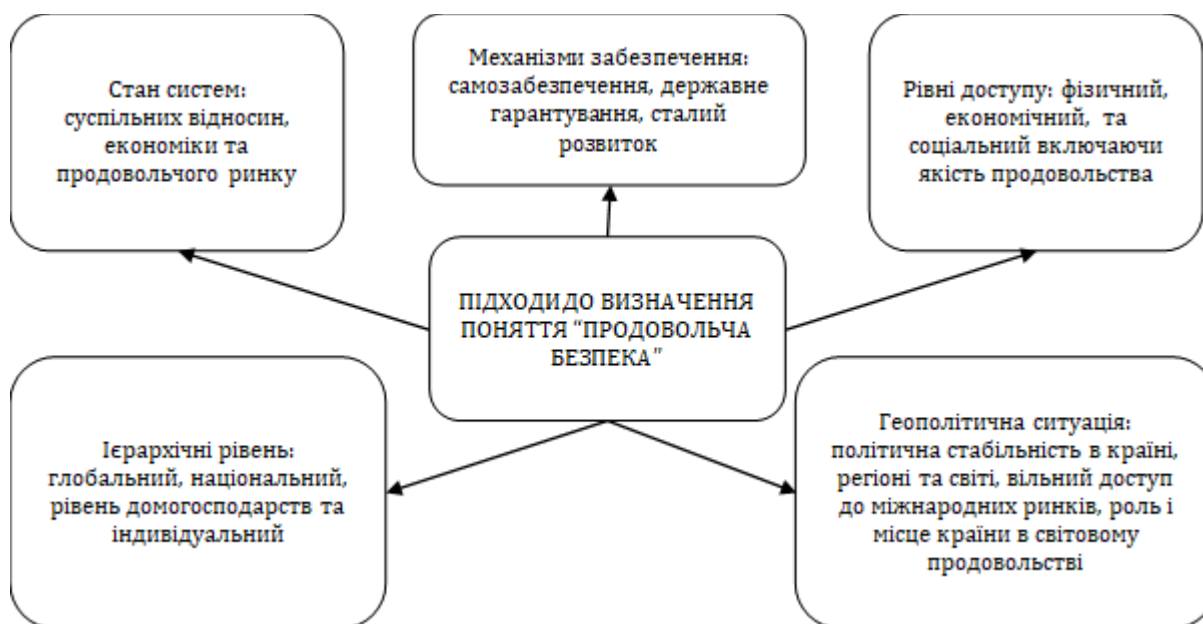 Стан систем:
суспільних відносин,
економіки та
продовольчого ринку
Механізми забезпечення:
самозабезпечення, державне
гарантування, сталий
розвиток
Рівні доступу: фізичний,
економічний, та
соціальний включаючи
якість продовольства
ПІДХОДИ ДО ВИЗНАЧЕННЯ
ПОНЯТТЯ “ПРОДОВОЛЬЧА
БЕЗПЕКА”
Ієрархічні рівень:
глобальний, національний,
рівень домогосподарств та
індивідуальний
Геополітична ситуація:
політична стабільність в країні,
регіоні та світі, вільний доступ
до міжнародних ринків, роль і
місце країни в світовому
продовольстві